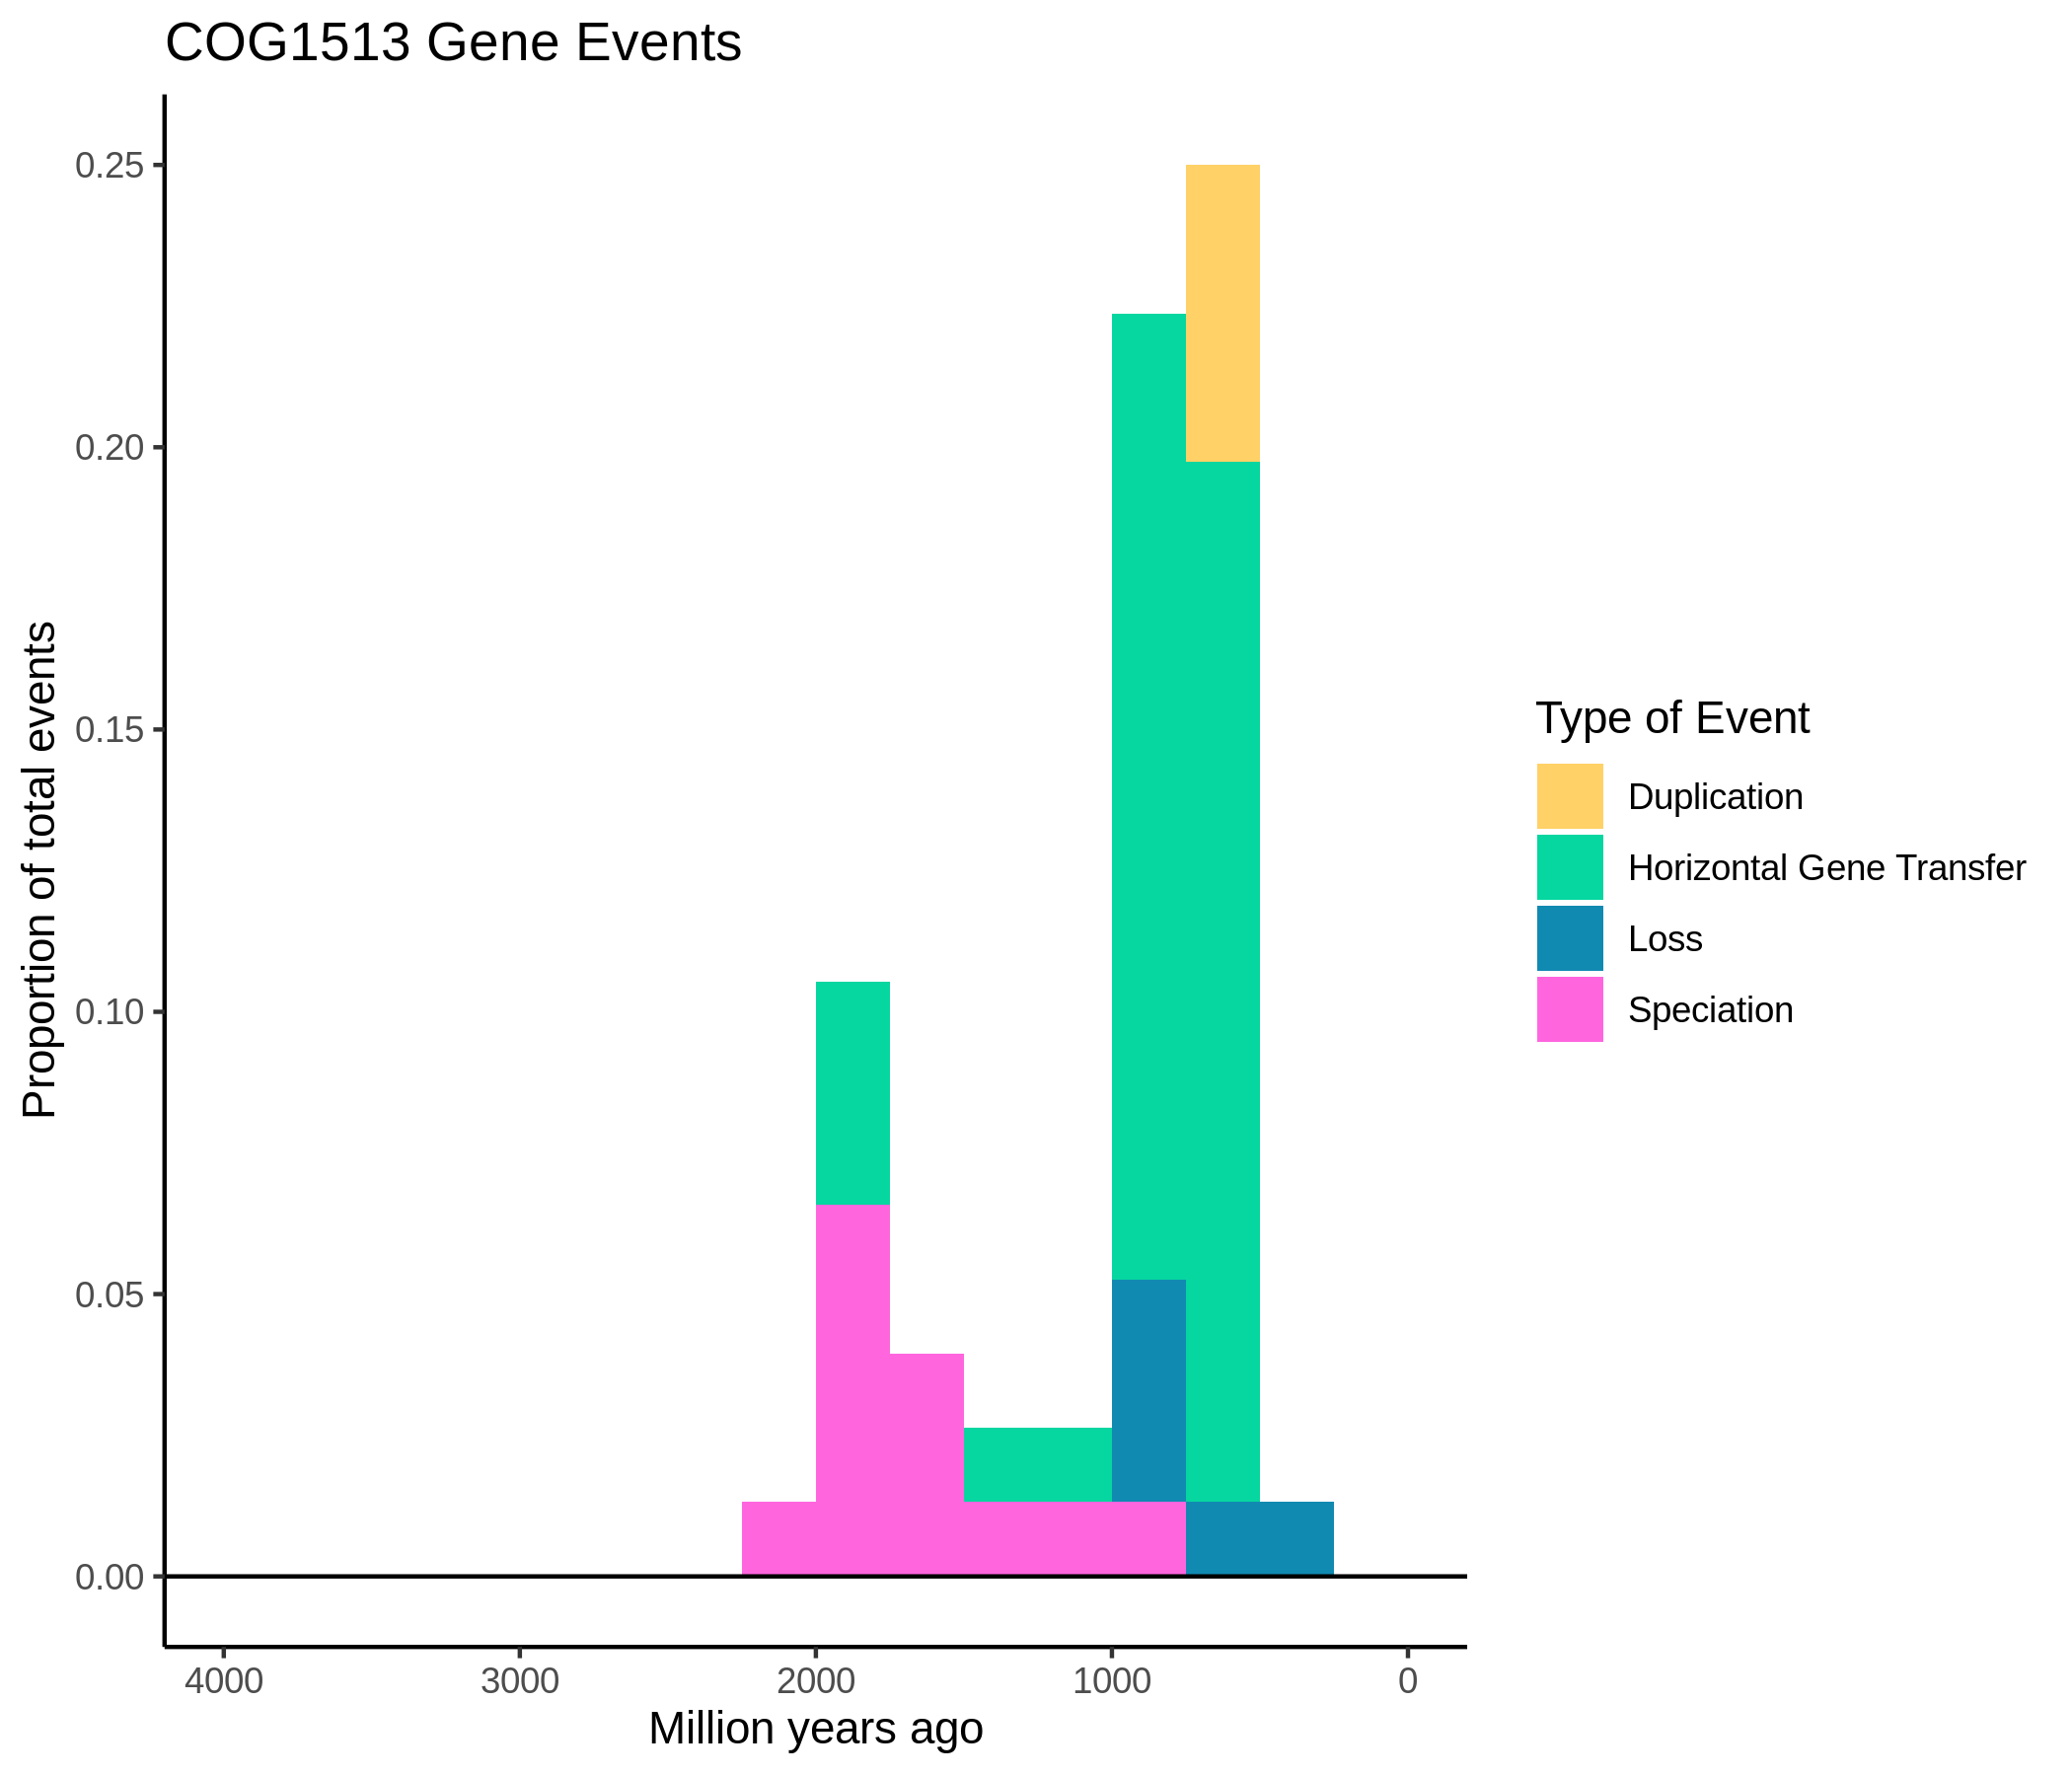 COG1513 Gene Events
Proportion of total events
0.25
0.20
0.15
0.10
0.05
0.00
4000 3000 2000 1000 0
Million years ago
Type of Event
Duplication
Horizontal Gene Transfer
Loss
Speciation